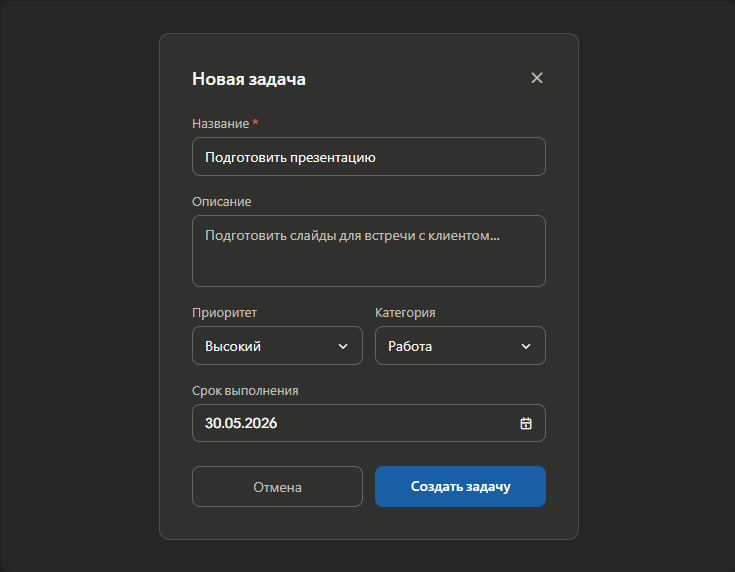 Новая задача
Название *
Подготовить презентацию
Описание
Подготовить слайды для встречи с клиентом...
Приоритет Категория
Высокий Работа
Срок выполнения
30.05.2026
Отмена Создать задачу